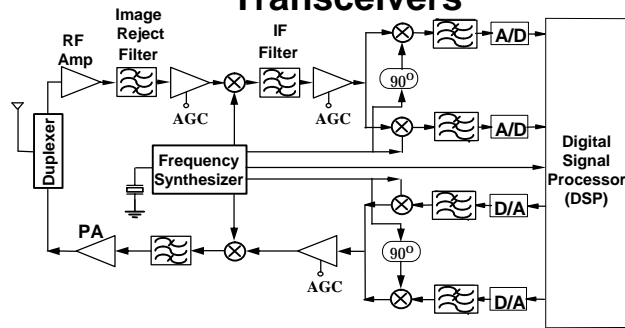 Transceivers
Image
Reject
Filter
RF
Amp
IF
Filter
A/D
90°
AGC
AGC
A/D
Duplexer
Frequency
Synthesizer
Digital
Signal
Processor
(DSP)
D/A
PA
90°
AGC
D/A